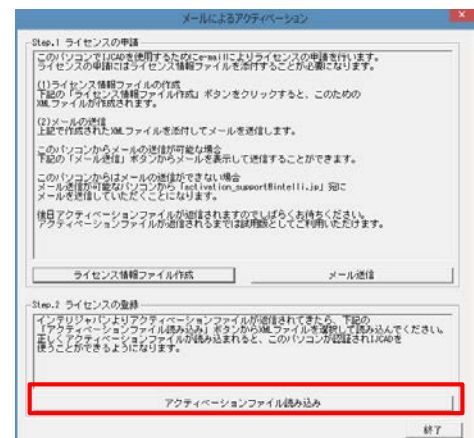 メールによるアクティベーション
Step.1 ライセンスの申請
このパソコンでIJCADを使用するためにe-mailによりライセンスの申請を行います。
ライセンスの申請にはライセンス情報ファイルを添付することが必要になります。
(1)ライセンス情報ファイルの作成
下記の「ライセンス情報ファイル作成」ボタンをクリックすると、このための
XMLファイルが作成されます。
(2)メールの送信
上記で作成されたXMLファイルを添付してメールを送信します。
このパソコンからメールの送信が可能な場合
下記の「メール送信」ボタンからメールを表示して送信することができます。
このパソコンからはメールの送信ができない場合
メール送信が可能なパソコンから「activation_support@intelli.jp」宛に
メールを送信していただくことになります。
後日アクティベーションファイルが返信されますのでしばらくお待ちください。
アクティベーションファイルが返信されるまでは試用版としてご利用いただけます。
ライセンス情報ファイル作成
メール送信
Step.2 ライセンスの登録
インテリジャパンよりアクティベーションファイルが返信されてきたら、下記の
「アクティベーションファイル読み込み」ボタンからXMLファイルを選択して読み込んでください。
正しくアクティベーションファイルが読み込まれると、このパソコンが認証されIJCADを
使うことができるようになります。
アクティベーションファイル読み込み
終了